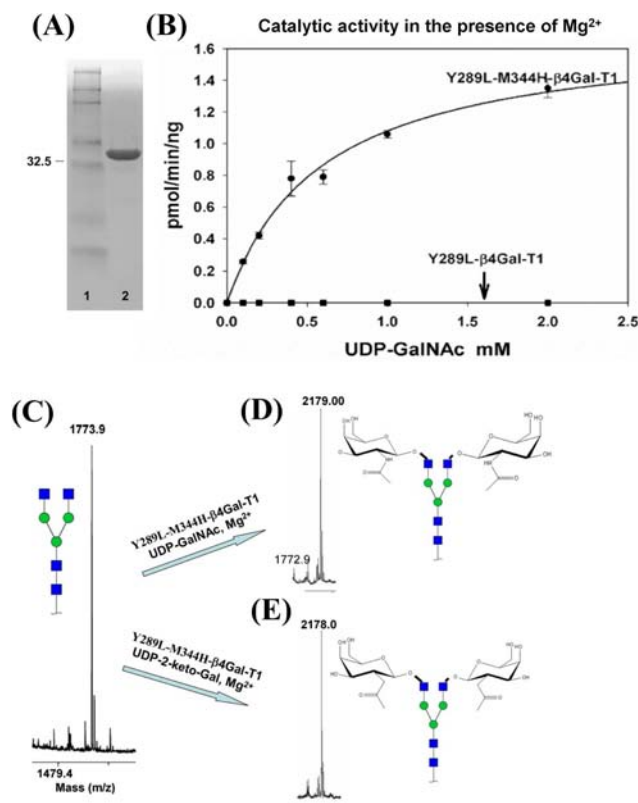 (A)
32.5
1
2
(B)
Catalytic activity in the presence of Mg2+
pmol/min/ng
1.6
1.4
1.2
1.0
0.8
0.6
0.4
0.2
0.0
Y289L-M344H-β4Gal-T1
Y289L-β4Gal-T1
0.0 0.5 1.0 1.5 2.0 2.5
UDP-GalNAc mM
(C)
1773.9
1479.4
Mass (m/z)
Y289L-M344H-β4Gal-T1
UDP-GalNAc, Mg2+
Y289L-M344H-β4Gal-T1
UDP-2-keto-Gal, Mg2+
(D)
2179.00
1772.9
(E)
2178.0